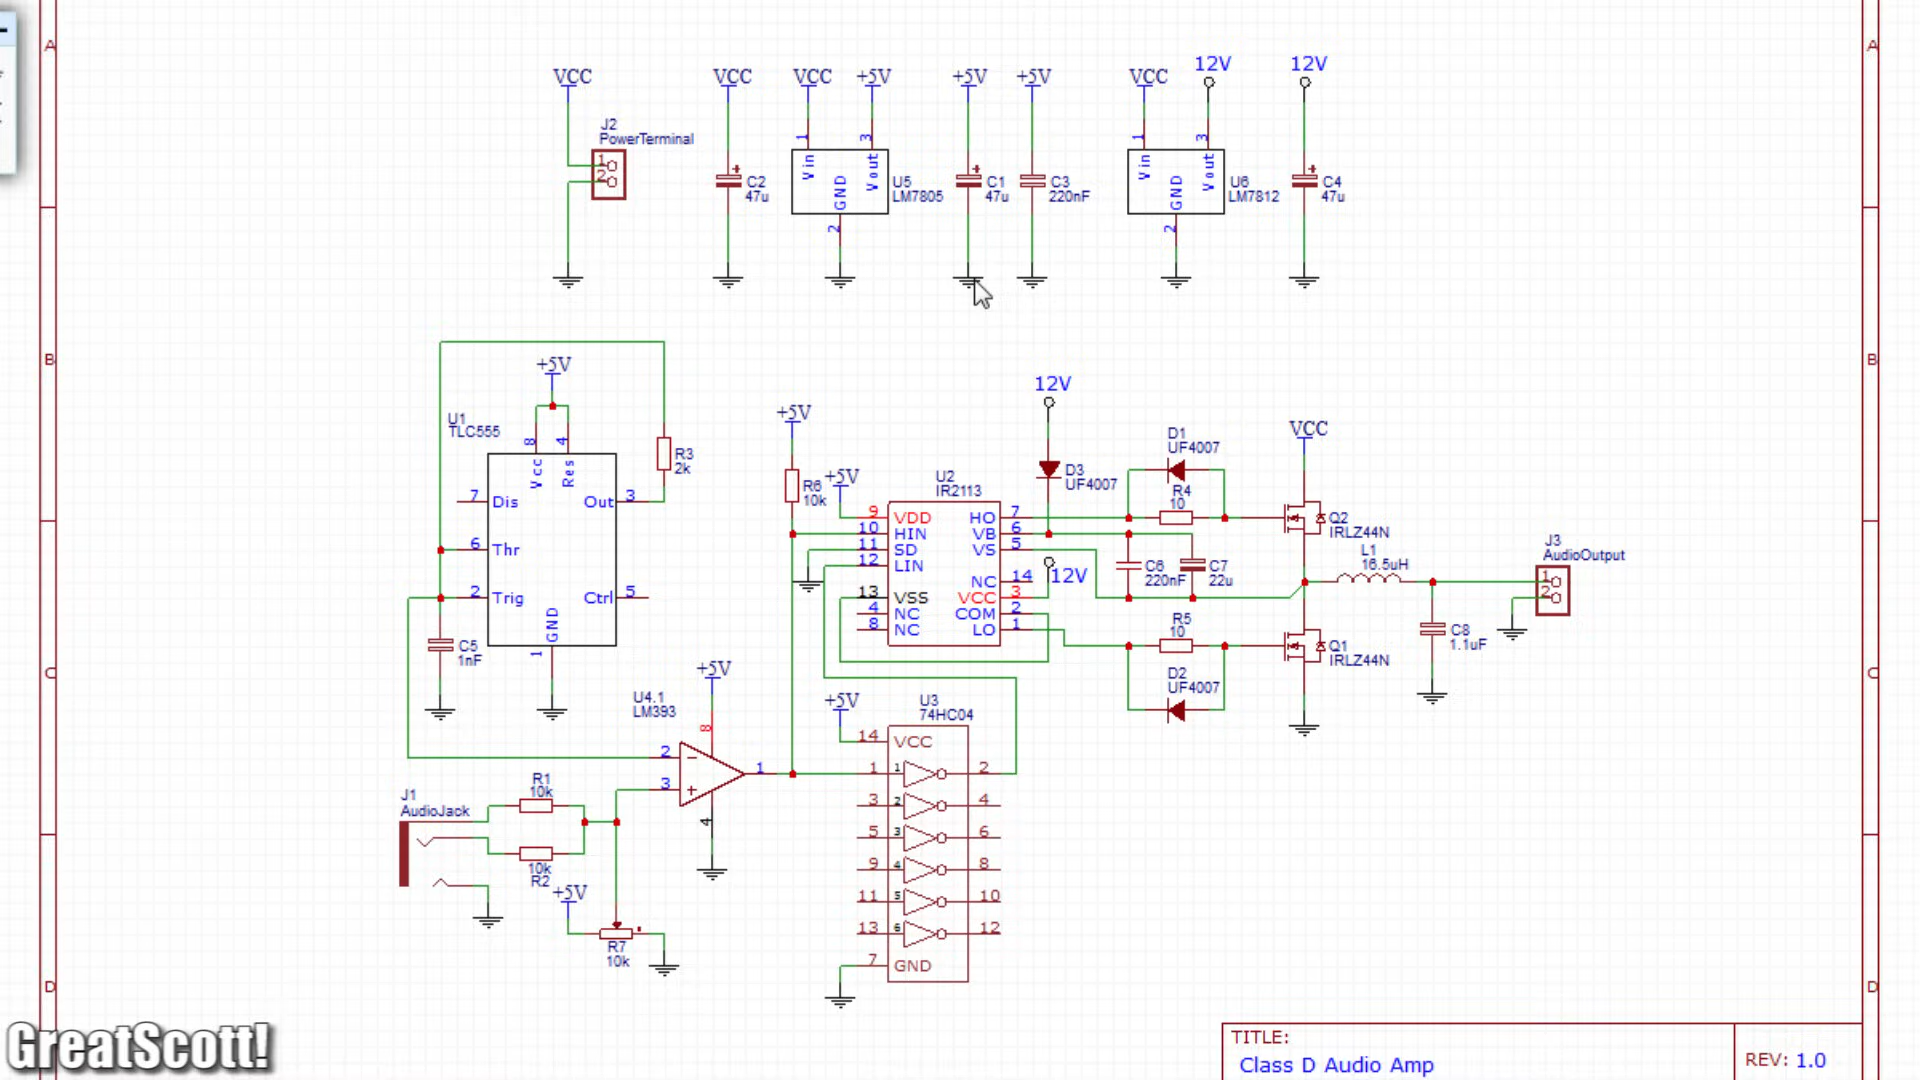 A
A
VCC
VCC
VCC
+5V
+5V
+5V
VCC
12V
12V
J2
PowerTerminal
1
2
+
C2
47u
1
3
Vin
Vout
GND
2
U5
LM7805
+
C1
47u
C3
220nF
1
3
Vin
Vout
GND
2
U6
LM7812
+
C4
47u
B
B
+5V
U1
TLC555
8
4
Vcc
Res
7
Dis
Out
3
6
Thr
2
Trig
Ctrl
5
GND
1
R3
2k
C5
1nF
+5V
R6
10k
+5V
U2
IR2113
9
VDD
10
HIN
11
SD
12
LIN
13
VSS
4
NC
8
NC
HO
7
VB
6
VS
5
NC
14
VCC
3
COM
2
LO
1
12V
D3
UF4007
12V
D1
UF4007
R4
10
C6
220nF
C7
22u
VCC
Q2
IRLZ44N
L1
16.5uH
J3
AudioOutput
1
2
R5
10
D2
UF4007
Q1
IRLZ44N
C8
1.1uF
C
C
U4.1
LM393
+5V
8
2
−
3
+
1
4
J1
AudioJack
R1
10k
10k
R2
+5V
R7
10k
+5V
U3
74HC04
14
VCC
1
1
2
3
2
4
5
3
6
9
4
8
11
5
10
13
6
12
7
GND
D
D
GreatScott!
TITLE:
Class D Audio Amp
REV: 1.0